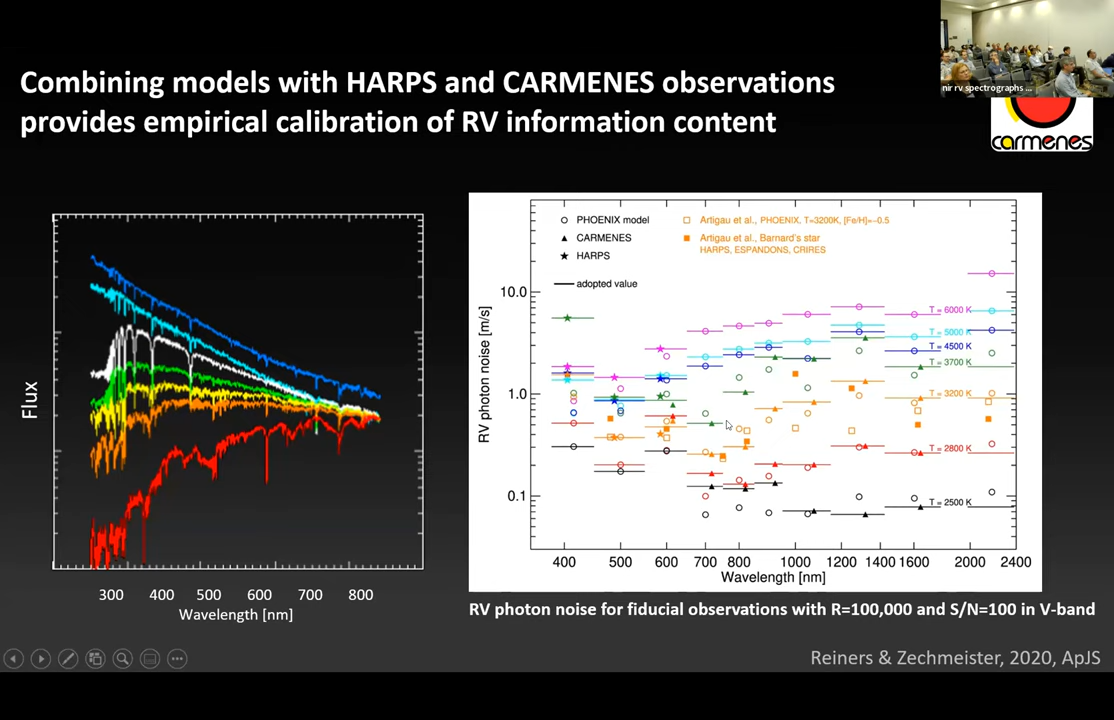 Combining models with HARPS and CARMENES observations
provides empirical calibration of RV information content
nir rv spectrographs ...
carmenes
Flux
300 400 500 600 700 800
Wavelength [nm]
PHOENIX model
CARMENES
HARPS
adopted value
Artigau et al., PHOENIX, T=3200K, [Fe/H]=−0.5
Artigau et al., Barnard's star
HARPS, ESPANDONS, CRIRES
RV photon noise [m/s]
10.0
1.0
0.1
T = 6000 K
T = 5000 K
T = 4500 K
T = 3700 K
T = 3200 K
T = 2800 K
T = 2500 K
400 500 600 700 800 1000 1200 1400 1600 2000 2400
Wavelength [nm]
RV photon noise for fiducial observations with R=100,000 and S/N=100 in V-band
Reiners & Zechmeister, 2020, ApJS